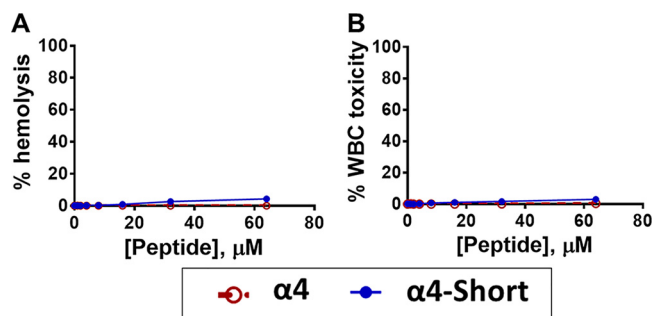 A
% hemolysis
100
80
60
40
20
0
0 20 40 60 80
[Peptide], μM
B
% WBC toxicity
100
80
60
40
20
0
0 20 40 60 80
[Peptide], μM
α4 α4-Short